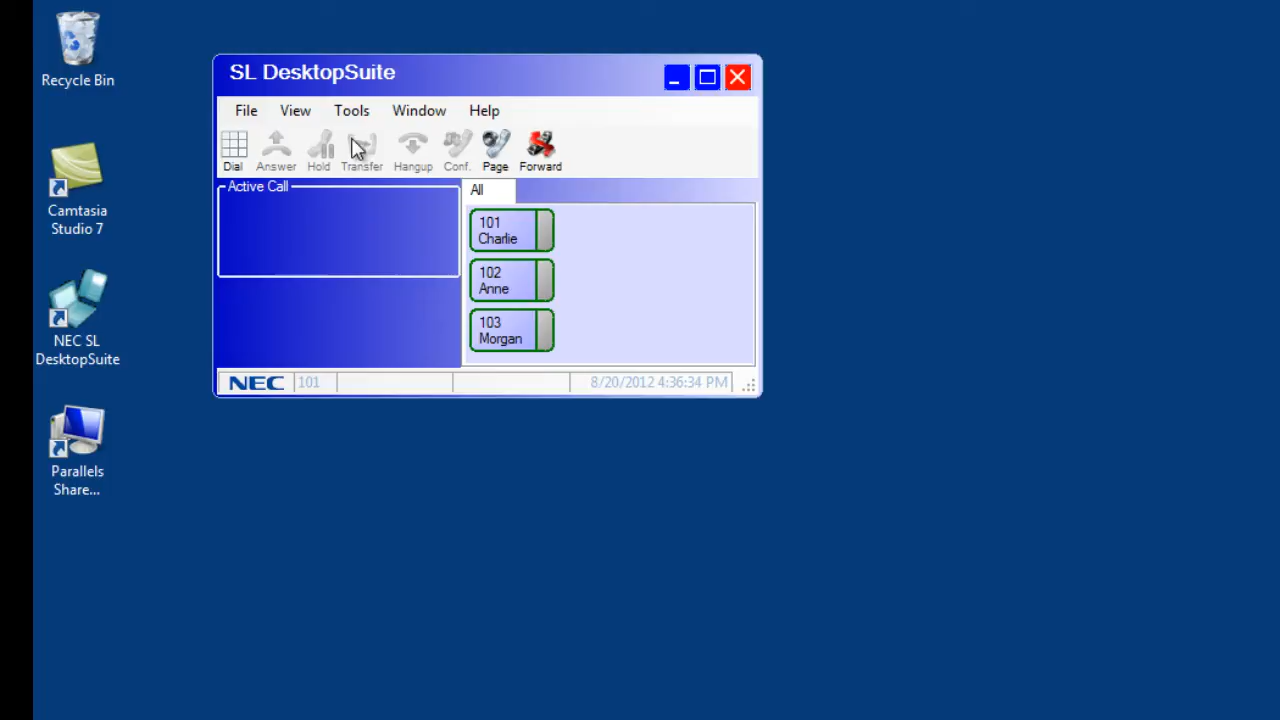 Recycle Bin
Camtasia
Studio 7
NEC SL
DesktopSuite
Parallels
Share...
SL DesktopSuite
File View Tools Window Help
Dial Answer Hold Transfer Hangup Conf. Page Forward
Active Call
All
101
Charlie
102
Anne
103
Morgan
NEC 101 8/20/2012 4:36:34 PM